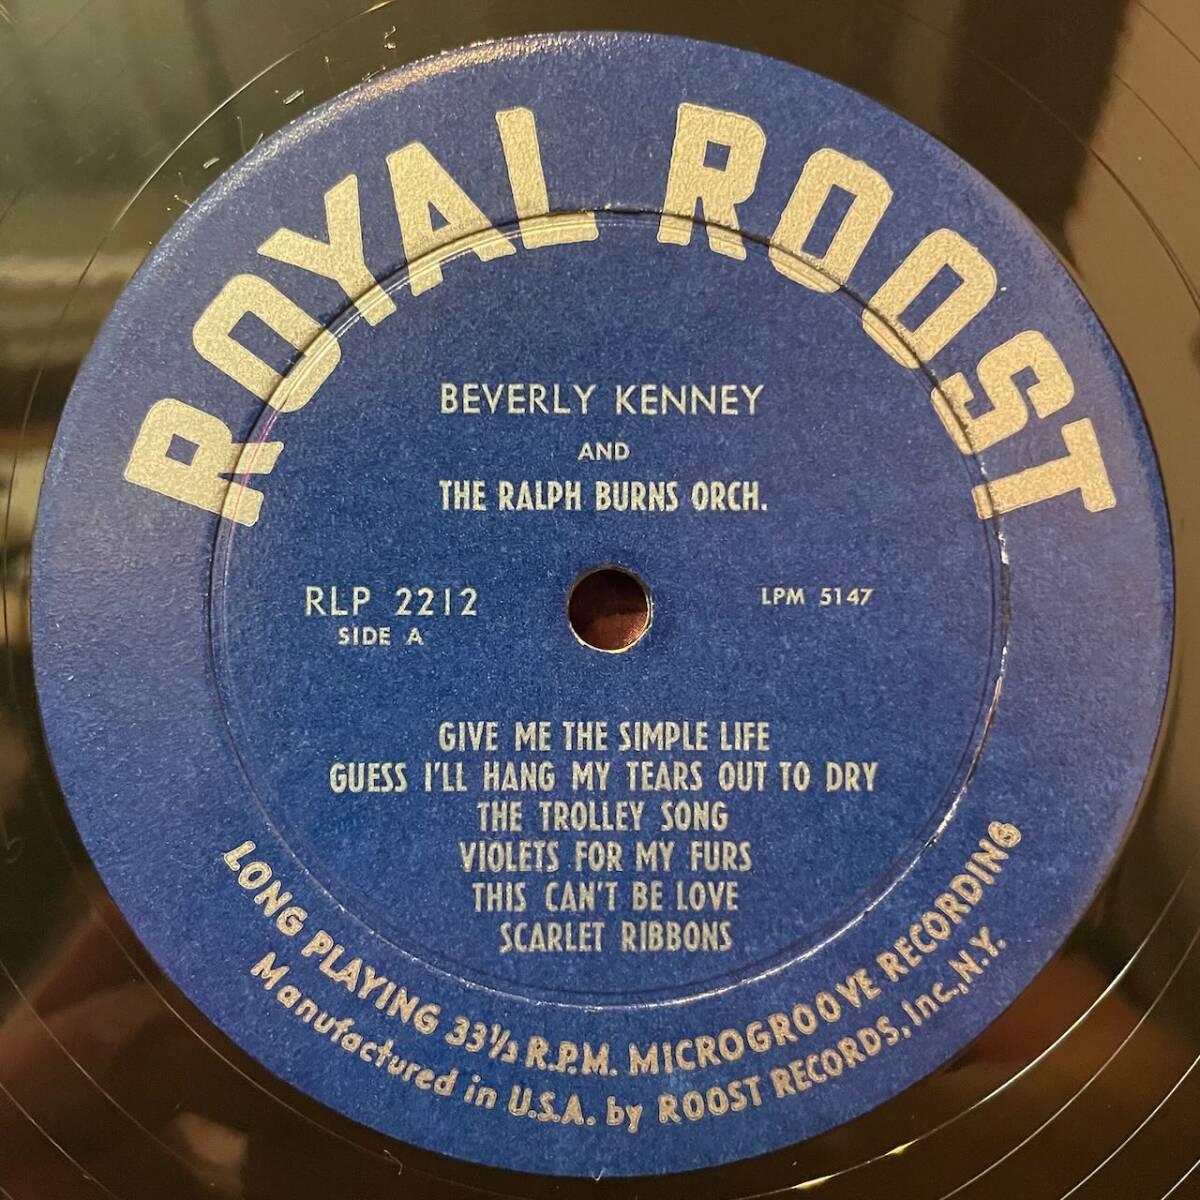 ROYAL ROOST
BEVERLY KENNEY
AND
THE RALPH BURNS ORCH.
RLP 2212
SIDE A
LPM 5147
GIVE ME THE SIMPLE LIFE
GUESS I'LL HANG MY TEARS OUT TO DRY
THE TROLLEY SONG
VIOLETS FOR MY FURS
THIS CAN'T BE LOVE
SCARLET RIBBONS
LONG PLAYING 33⅓ R.P.M. MICROGROOVE RECORDING
Manufactured in U.S.A. by ROOST RECORDS, Inc., N.Y.